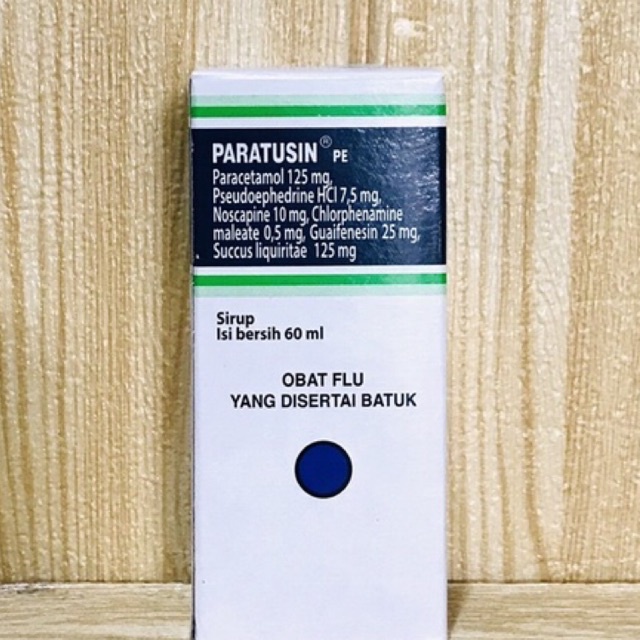 PARATUSIN® PE
Paracetamol 125 mg,
Pseudoephedrine HCl 7,5 mg,
Noscapine 10 mg, Chlorphenamine
maleate 0,5 mg, Guaifenesin 25 mg,
Succus liquiritae 125 mg
Sirup
Isi bersih 60 ml
OBAT FLU
YANG DISERTAI BATUK